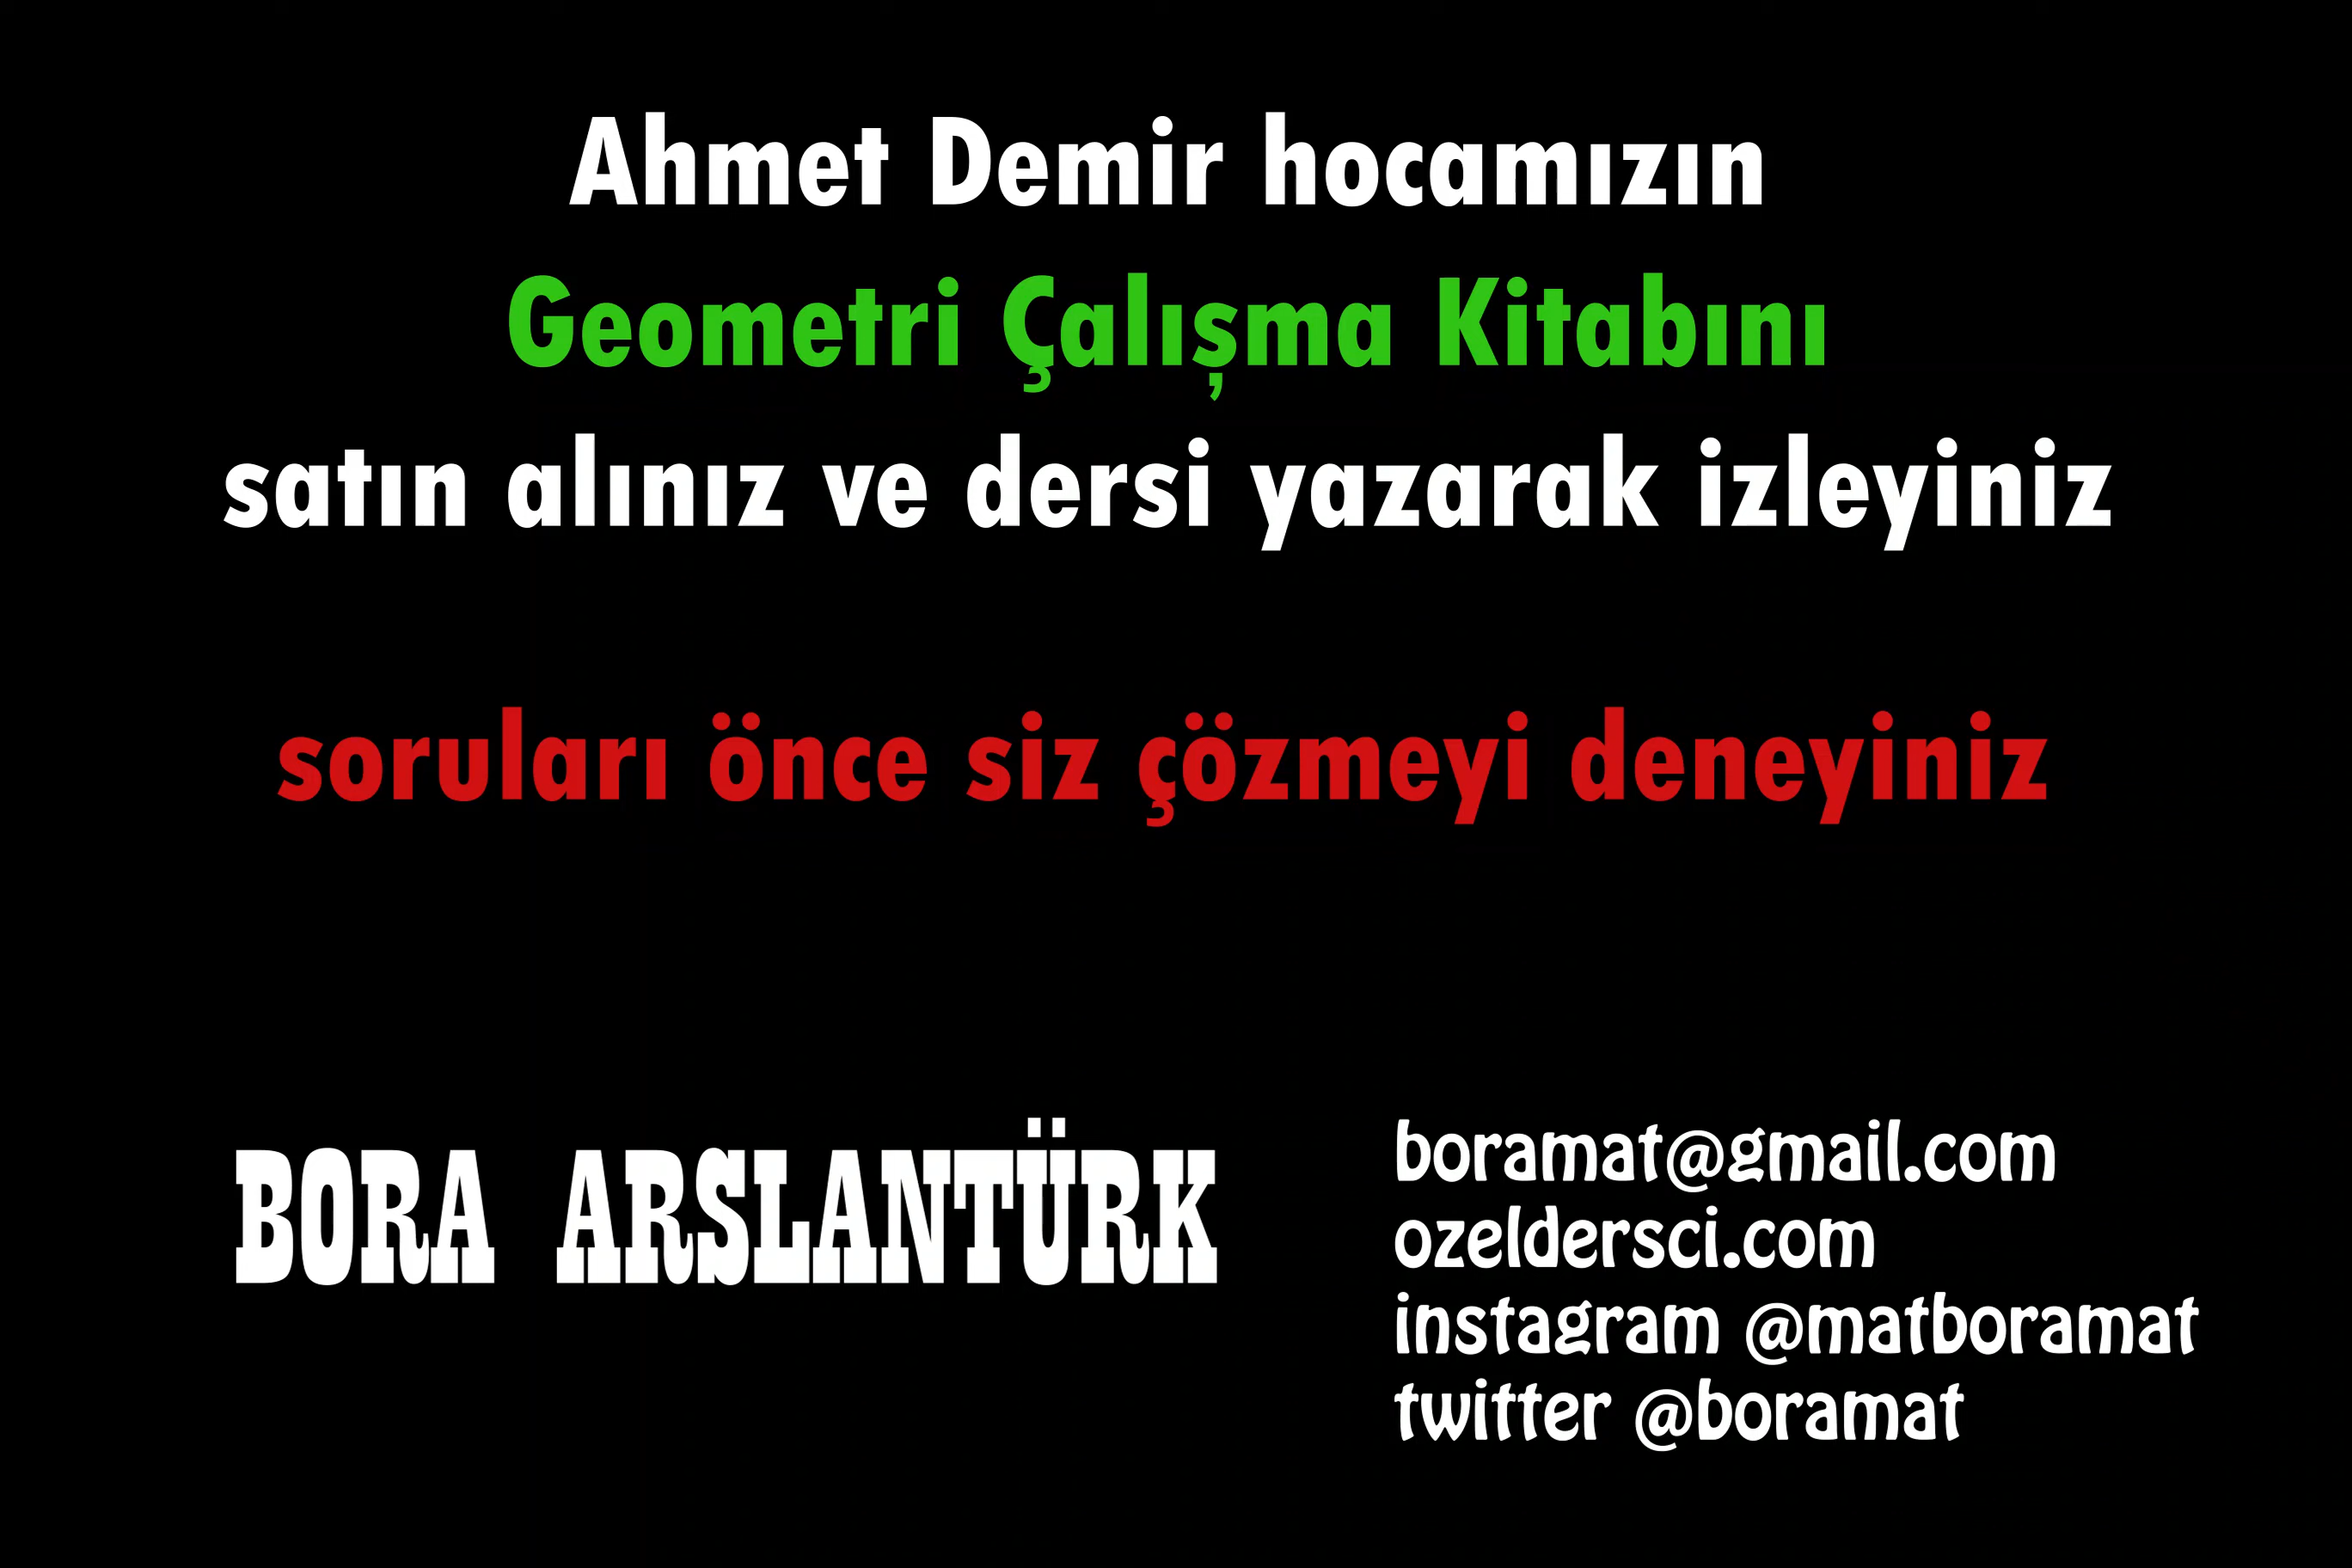 Ahmet Demir hocamızın
Geometri Çalışma Kitabını
satın alınız ve dersi yazarak izleyiniz
soruları önce siz çözmeyi deneyiniz
BORA ARSLANTÜRK
boramat@gmail.com
ozeldersci.com
instagram @matboramat
twitter @boramat